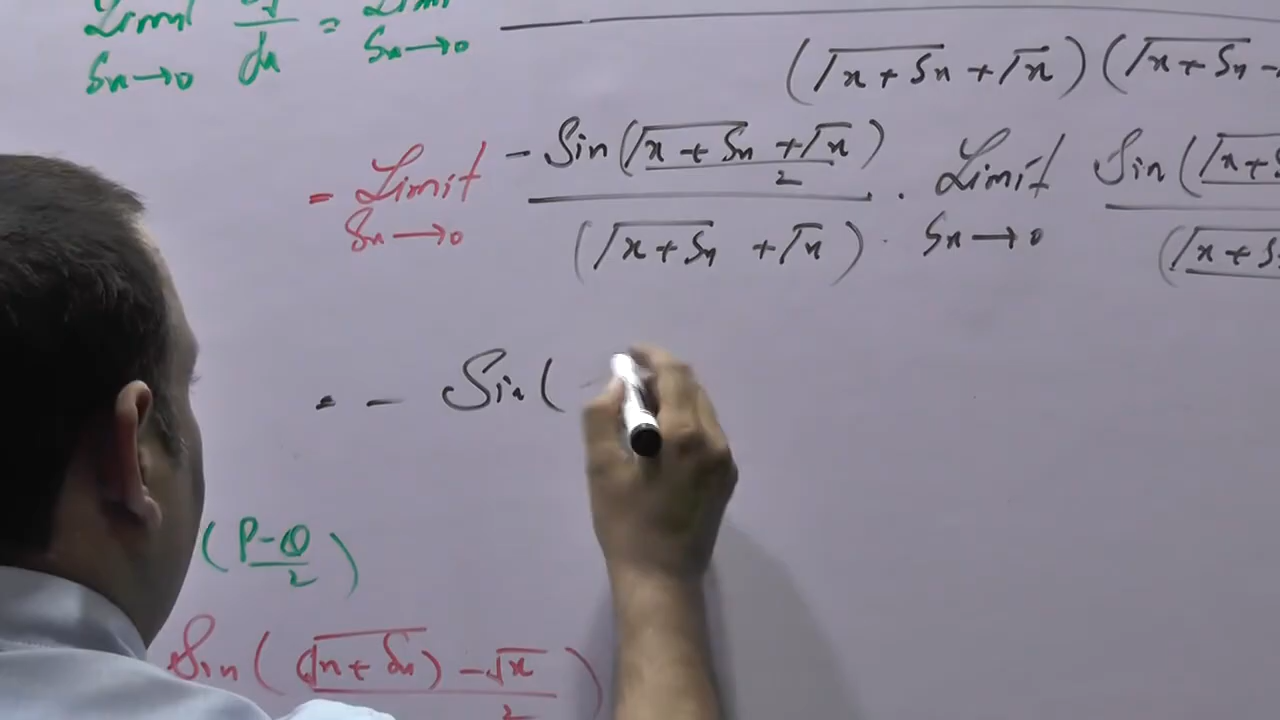 Limit dy/dx = Limit
δx→0 δx→0
(√x+δx + √x)(√x+δx -
= Limit -Sin(√x+δx + √x / 2) / (√x+δx + √x) . Limit Sin(√x+δ / (√x+δ
δx→0 δx→0
= - Sin(
(P-Q/2)
Sin((√x+δx) - √x / 2)